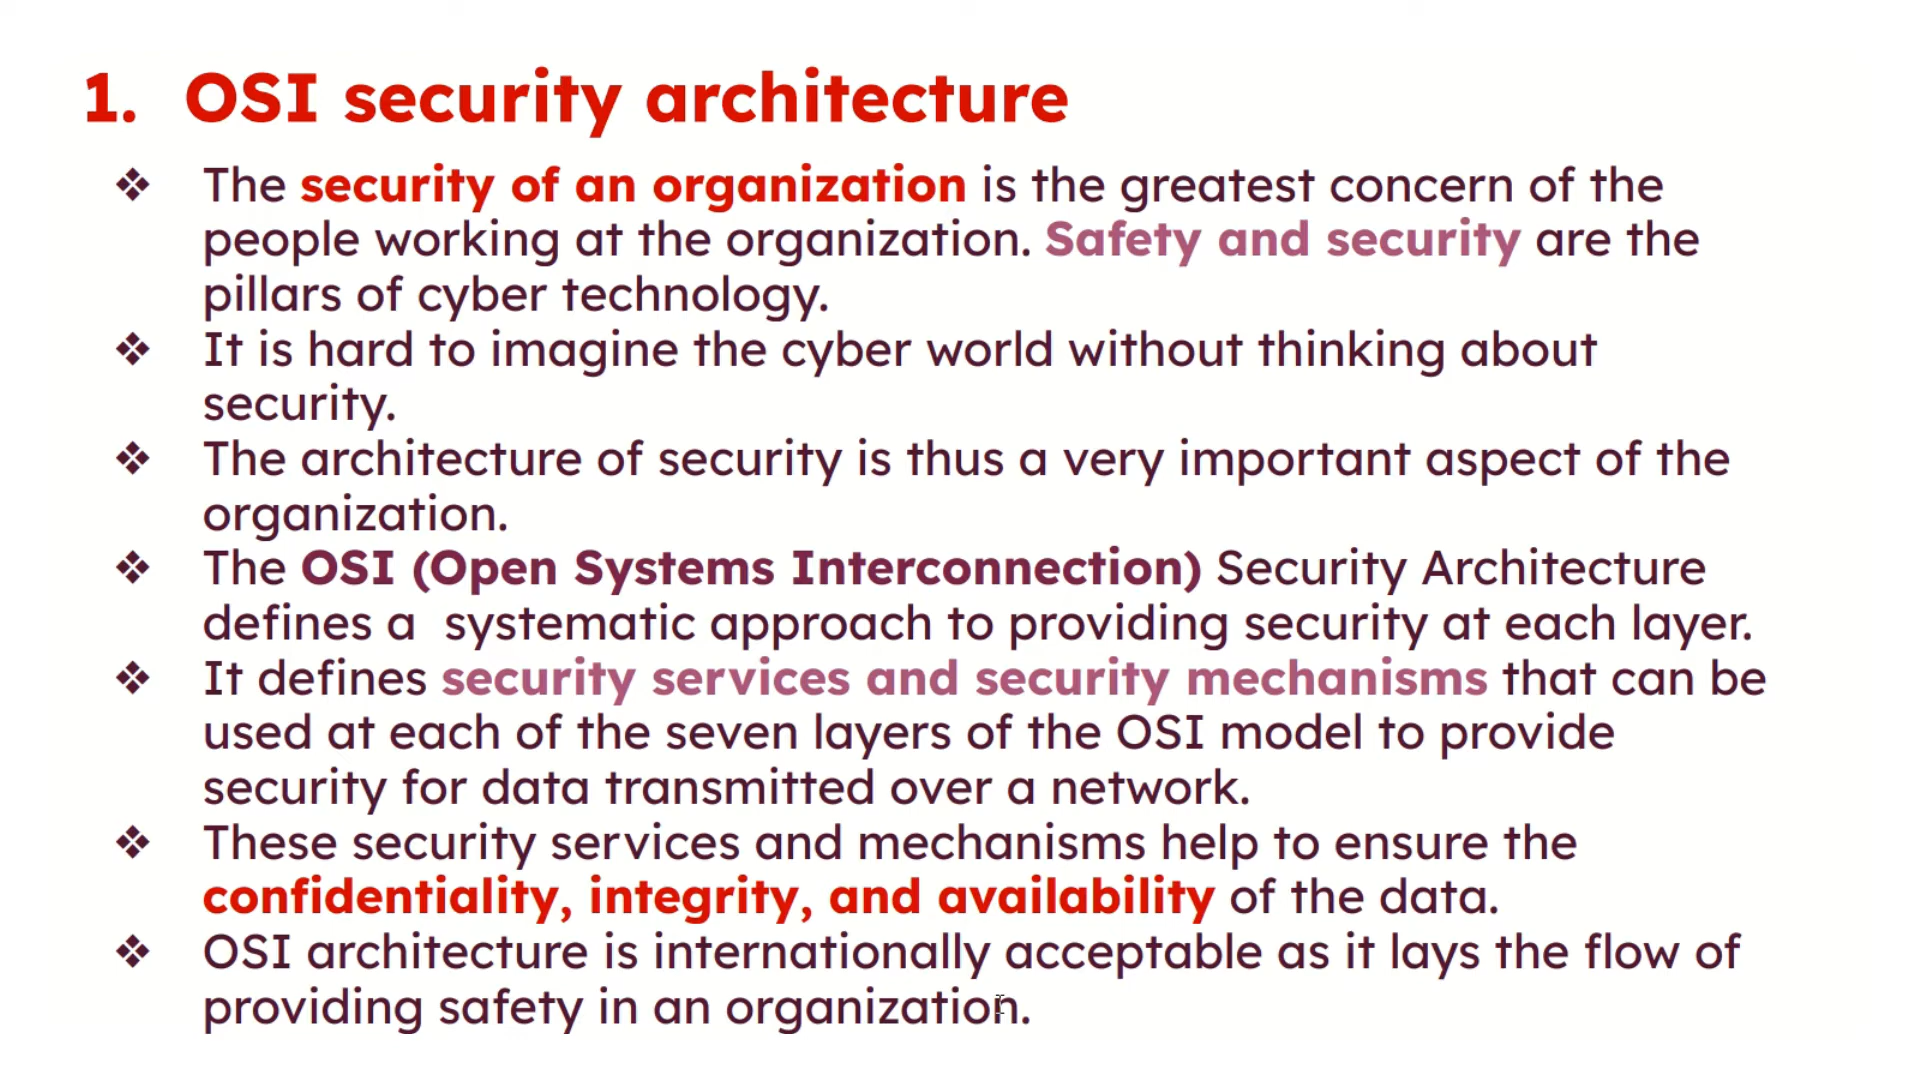 1. OSI security architecture
❖ The security of an organization is the greatest concern of the
people working at the organization. Safety and security are the
pillars of cyber technology.
❖ It is hard to imagine the cyber world without thinking about
security.
❖ The architecture of security is thus a very important aspect of the
organization.
❖ The OSI (Open Systems Interconnection) Security Architecture
defines a  systematic approach to providing security at each layer.
❖ It defines security services and security mechanisms that can be
used at each of the seven layers of the OSI model to provide
security for data transmitted over a network.
❖ These security services and mechanisms help to ensure the
confidentiality, integrity, and availability of the data.
❖ OSI architecture is internationally acceptable as it lays the flow of
providing safety in an organization.